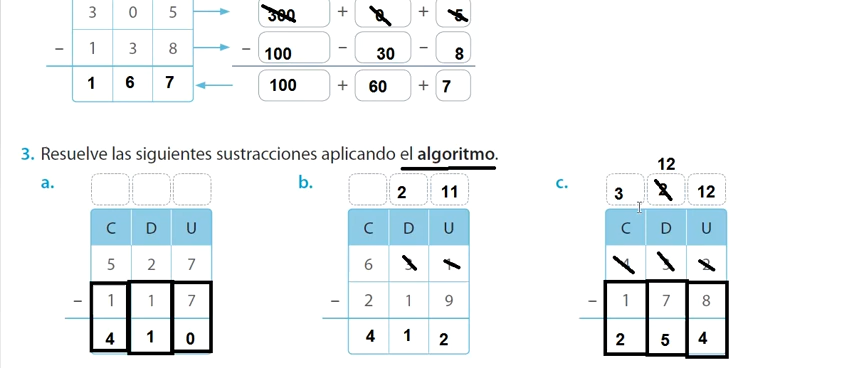 3 0 5 300 + 0 + 5
- 1 3 8 - 100 - 30 - 8
1 6 7 100 + 60 + 7
3. Resuelve las siguientes sustracciones aplicando el algoritmo.
12
a. b. 2 11 c. 3 2 12
C D U C D U C D U
5 2 7 6 3 1 4 3 2
- 1 1 7 - 2 1 9 - 1 7 8
4 1 0 4 1 2 2 5 4